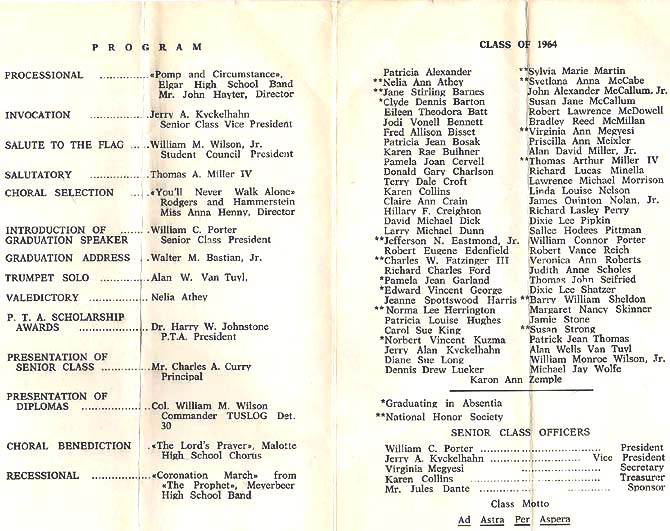 PROGRAM
PROCESSIONAL ............ «Pomp and Circumstance»,
Elgar High School Band
Mr. John Hayter, Director
INVOCATION ............ Jerry A. Kyckelhahn
Senior Class Vice President
SALUTE TO THE FLAG .... William M. Wilson, Jr.
Student Council President
SALUTATORY ............ Thomas A. Miller IV
CHORAL SELECTION ........ «You'll Never Walk Alone»
Rodgers and Hammerstein
Miss Anna Henny, Director
INTRODUCTION OF ........ William C. Porter
GRADUATION SPEAKER Senior Class President
GRADUATION ADDRESS .. Walter M. Bastian, Jr.
TRUMPET SOLO ............ Alan W. Van Tuyl,
VALEDICTORY ............ Nelia Athey
P. T. A. SCHOLARSHIP
AWARDS ............ Dr. Harry W. Johnstone
P.T.A. President
PRESENTATION OF
SENIOR CLASS ............ Mr. Charles A. Curry
Principal
PRESENTATION OF
DIPLOMAS ............ Col. William M. Wilson
Commander TUSLOG Det.
30
CHORAL BENEDICTION .. «The Lord's Prayer», Malotte
High School Chorus
RECESSIONAL ............ «Coronation March» from
«The Prophet», Meyerbeer
High School Band
CLASS OF 1964
Patricia Alexander
**Nelia Ann Athey
**Jane Stirling Barnes
*Clyde Dennis Barton
Eileen Theodora Batt
Jodi Vonell Bennett
Fred Allison Bisset
Patricia Jean Bosak
Karen Rae Buihner
Pamela Joan Cervell
Donald Gary Charlson
Terry Dale Croft
Karen Collins
Claire Ann Crain
Hillary F. Creighton
David Michael Dick
Larry Michael Dunn
**Jefferson N. Eastmond, Jr.
Robert Eugene Edenfield
**Charles W. Fatzinger III
Richard Charles Ford
*Pamela Jean Garland
*Edward Vincent George
Jeanne Spottswood Harris
**Norma Lee Herrington
Patricia Louise Hughes
Carol Sue King
*Norbert Vincent Kuzma
Jerry Alan Kyckelhahn
Diane Sue Long
Dennis Drew Lueker
**Sylvia Marie Martin
**Svetlana Anna McCabe
John Alexander McCallum, Jr.
Susan Jane McCallum
Robert Lawrence McDowell
Bradley Reed McMillan
**Virginia Ann Megyesi
Priscilla Ann Meixler
Alan David Miller, Jr.
**Thomas Arthur Miller IV
Richard Lucas Minella
Lawrence Michael Morrison
Linda Louise Nelson
James Quinton Nolan, Jr.
Richard Lasley Perry
Dixie Lee Pipkin
Sallee Hodges Pittman
William Connor Porter
Robert Vance Reich
Veronica Ann Roberts
Judith Anne Scholes
Thomas John Seifried
Dixie Lee Shatzer
**Barry William Sheldon
Margaret Nancy Skinner
Jamie Stone
**Susan Strong
Patrick Jean Thomas
Alan Wells Van Tuyl
William Monroe Wilson, Jr.
Michael Jay Wolfe
Karon Ann Zemple
*Graduating in Absentia
**National Honor Society
SENIOR CLASS OFFICERS
William C. Porter ............ President
Jerry A. Kyckelhahn ............ Vice President
Virginia Megyesi ............ Secretary
Karen Collins ............ Treasurer
Mr. Jules Dante ............ Sponsor
Class Motto
Ad Astra Per Aspera